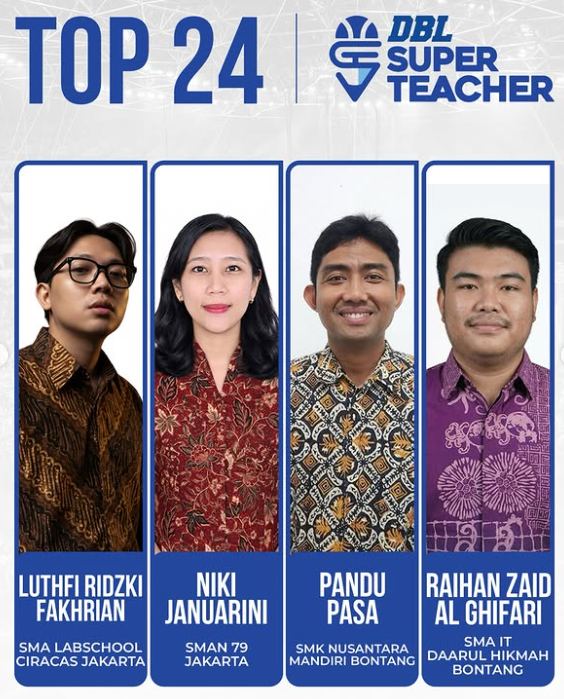 TOP 24
DBL
SUPER
TEACHER
LUTHFI RIDZKI
FAKHRIAN
SMA LABSCHOOL
CIRACAS JAKARTA
NIKI
JANUARINI
SMAN 79
JAKARTA
PANDU
PASA
SMK NUSANTARA
MANDIRI BONTANG
RAIHAN ZAID
AL GHIFARI
SMA IT
DAARUL HIKMAH
BONTANG